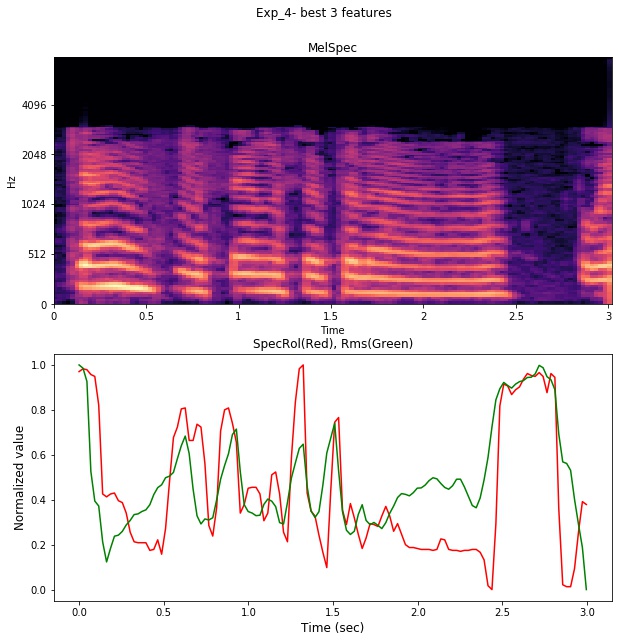 Exp_4- best 3 features
MelSpec
4096
2048
1024
512
0
Hz
0 0.5 1 1.5 2 2.5 3
Time
SpecRol(Red), Rms(Green)
1.0
0.8
0.6
0.4
0.2
0.0
Normalized value
0.0 0.5 1.0 1.5 2.0 2.5 3.0
Time (sec)